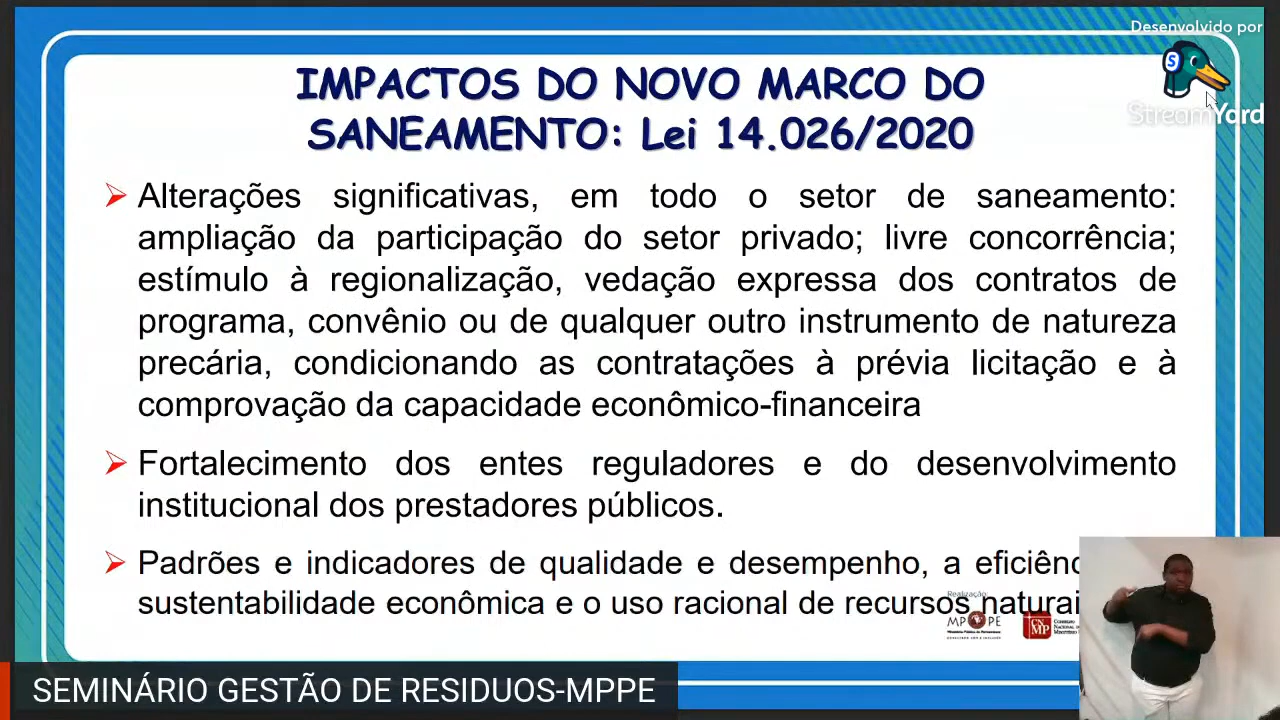 Desenvolvido por
StreamYard
IMPACTOS DO NOVO MARCO DO
SANEAMENTO: Lei 14.026/2020
Alterações significativas, em todo o setor de saneamento:
ampliação da participação do setor privado; livre concorrência;
estímulo à regionalização, vedação expressa dos contratos de
programa, convênio ou de qualquer outro instrumento de natureza
precária, condicionando as contratações à prévia licitação e à
comprovação da capacidade econômico-financeira
Fortalecimento dos entes reguladores e do desenvolvimento
institucional dos prestadores públicos.
Padrões e indicadores de qualidade e desempenho, a
sustentabilidade econômica e o uso racional de recursos
Realização:
MPPE
CNMP
SEMINÁRIO GESTÃO DE RESIDUOS-MPPE